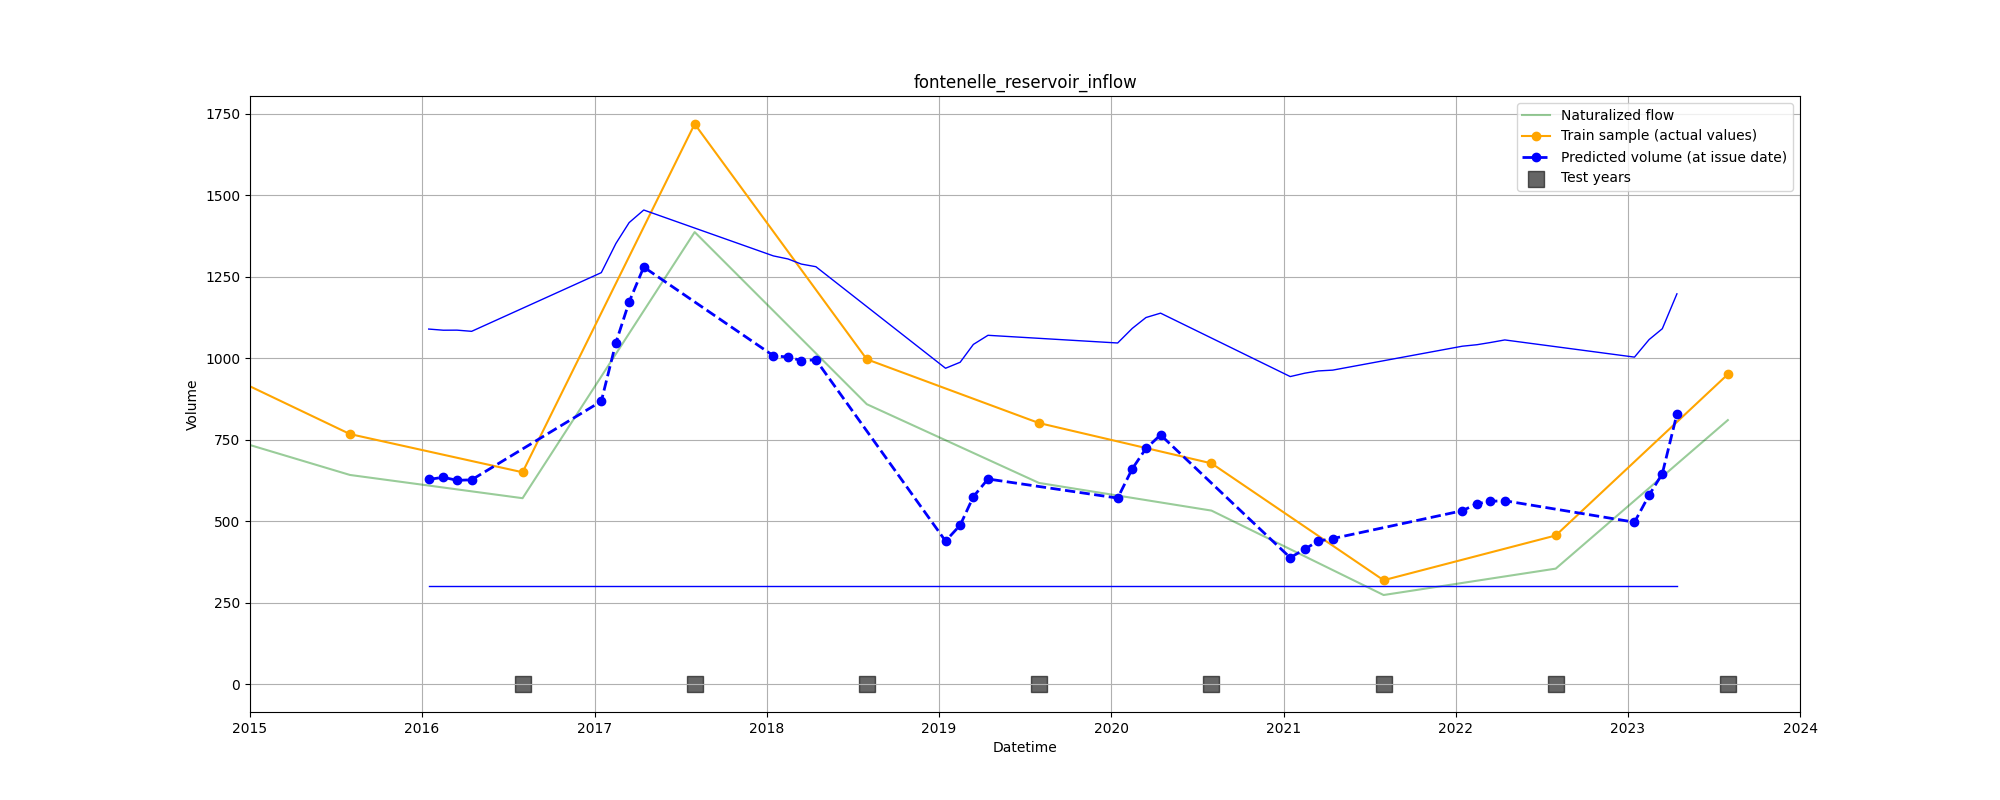 fontenelle_reservoir_inflow
1750
1500
1250
1000
750
500
250
0
Volume
Naturalized flow
Train sample (actual values)
Predicted volume (at issue date)
Test years
2015 2016 2017 2018 2019 2020 2021 2022 2023 2024
Datetime